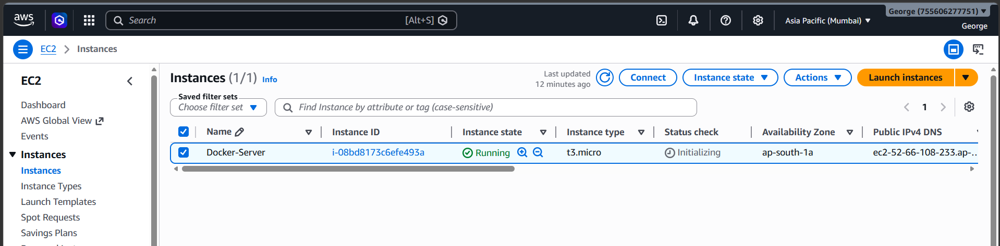 aws
Search [Alt+S]
Asia Pacific (Mumbai)
George (755606277751)
George
EC2 Instances
EC2
Dashboard
AWS Global View
Events
Instances
Instances
Instance Types
Launch Templates
Spot Requests
Savings Plans
Instances (1/1) Info
Last updated
12 minutes ago
Connect Instance state Actions Launch instances
Saved filter sets
Choose filter set
Find Instance by attribute or tag (case-sensitive)
1
Name Instance ID Instance state Instance type Status check Availability Zone Public IPv4 DNS
Docker-Server i-08bd8173c6efe493a Running t3.micro Initializing ap-south-1a ec2-52-66-108-233.ap-...